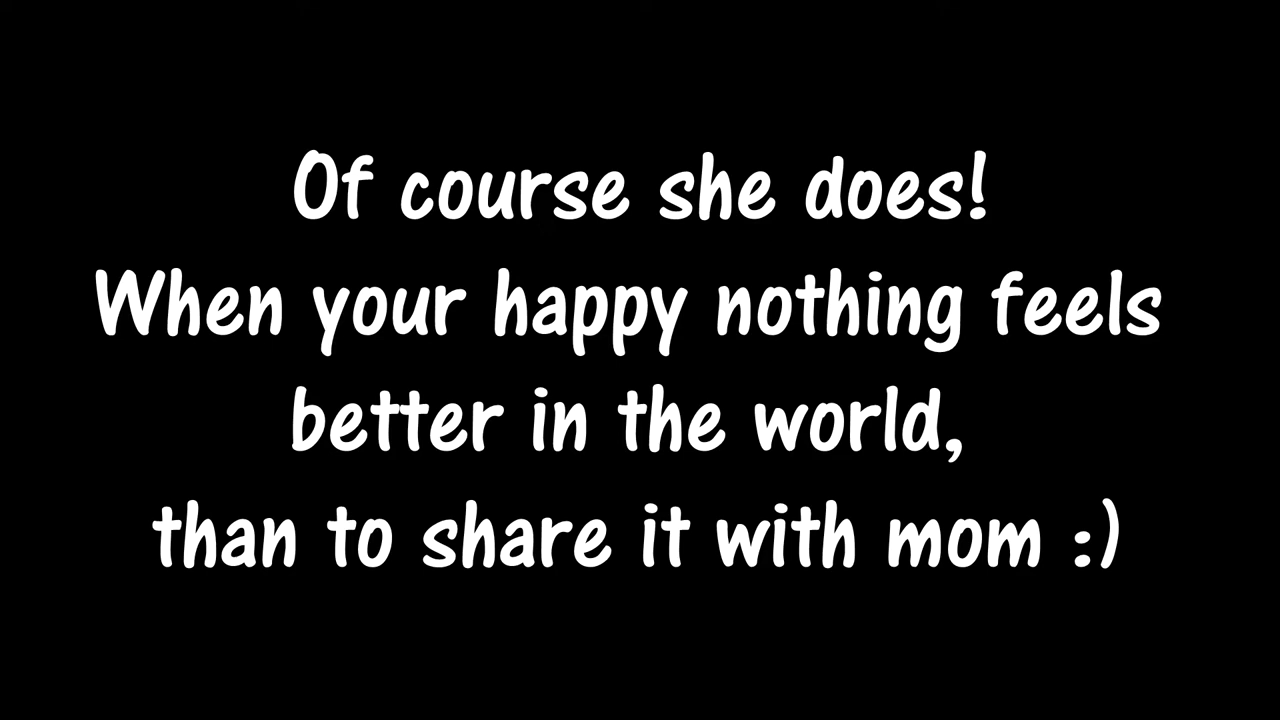 Of course she does!
When your happy nothing feels
better in the world,
than to share it with mom :)